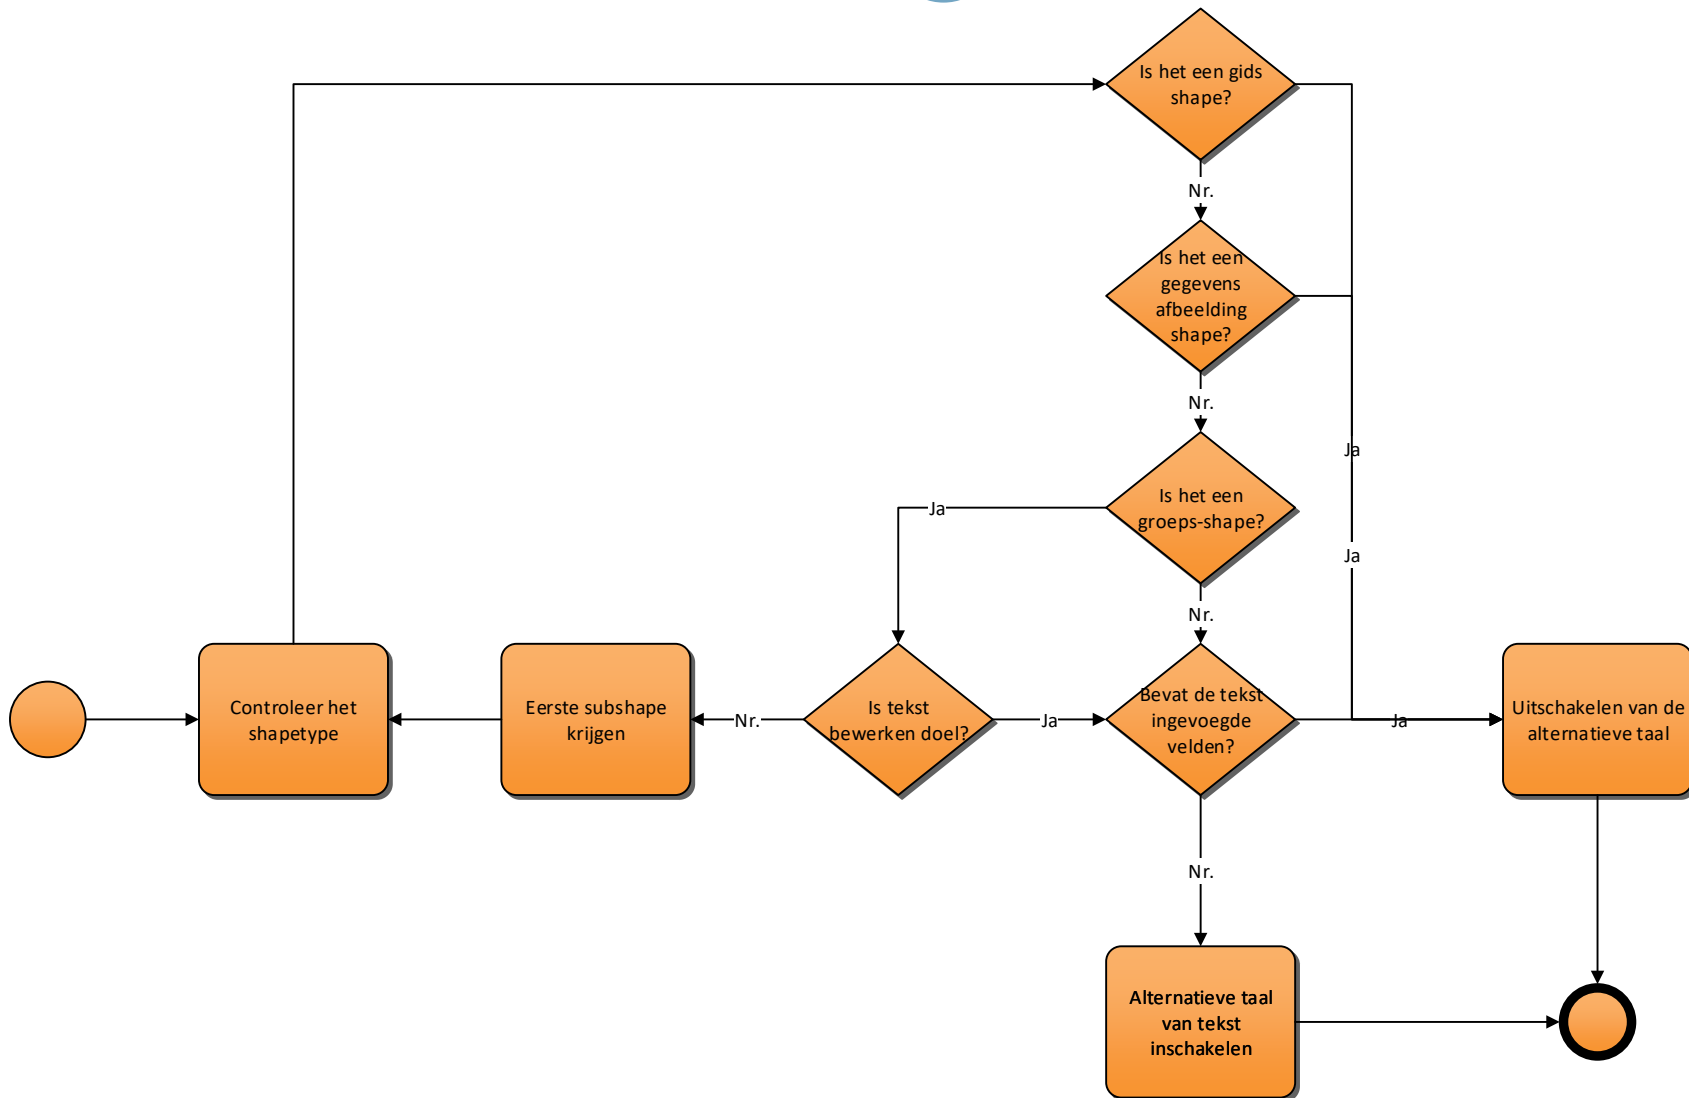 Is het een gids
shape?
Nr.
Is het een
gegevens
afbeelding
shape?
Nr.
Ja
Is het een
groeps-shape?
Ja
Ja
Nr.
Controleer het
shapetype
Eerste subshape
krijgen
Nr.
Is tekst
bewerken doel?
Ja
Bevat de tekst
ingevoegde
velden?
Ja
Uitschakelen van de
alternatieve taal
Nr.
Alternatieve taal
van tekst
inschakelen